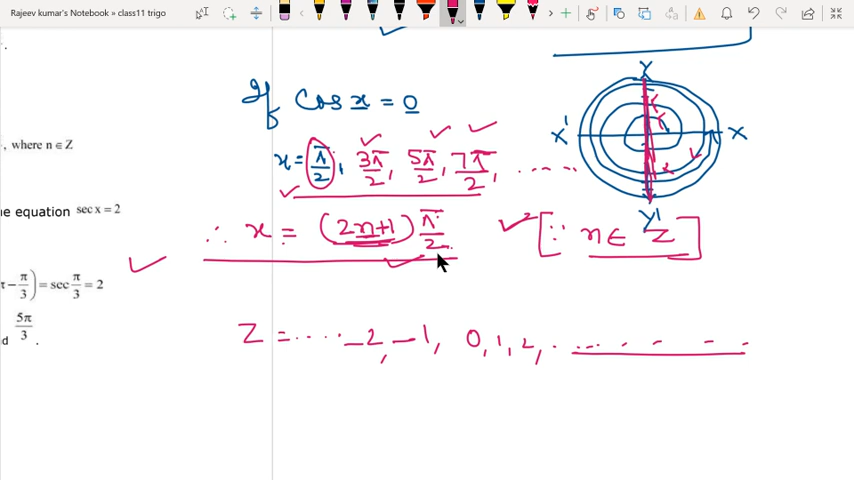 Rajeev kumar's Notebook » class11 trigo
, where n ∈ Z
If Cos x = 0
x = π/2, 3π/2, 5π/2, 7π/2, ......
Y
X' X
Y'
∴ x = (2n+1) π/2 [∵ n ∈ Z]
he equation sec x = 2
π − π/3) = sec π/3 = 2
d 5π/3 .
Z = .... −2, −1, 0, 1, 2, ......